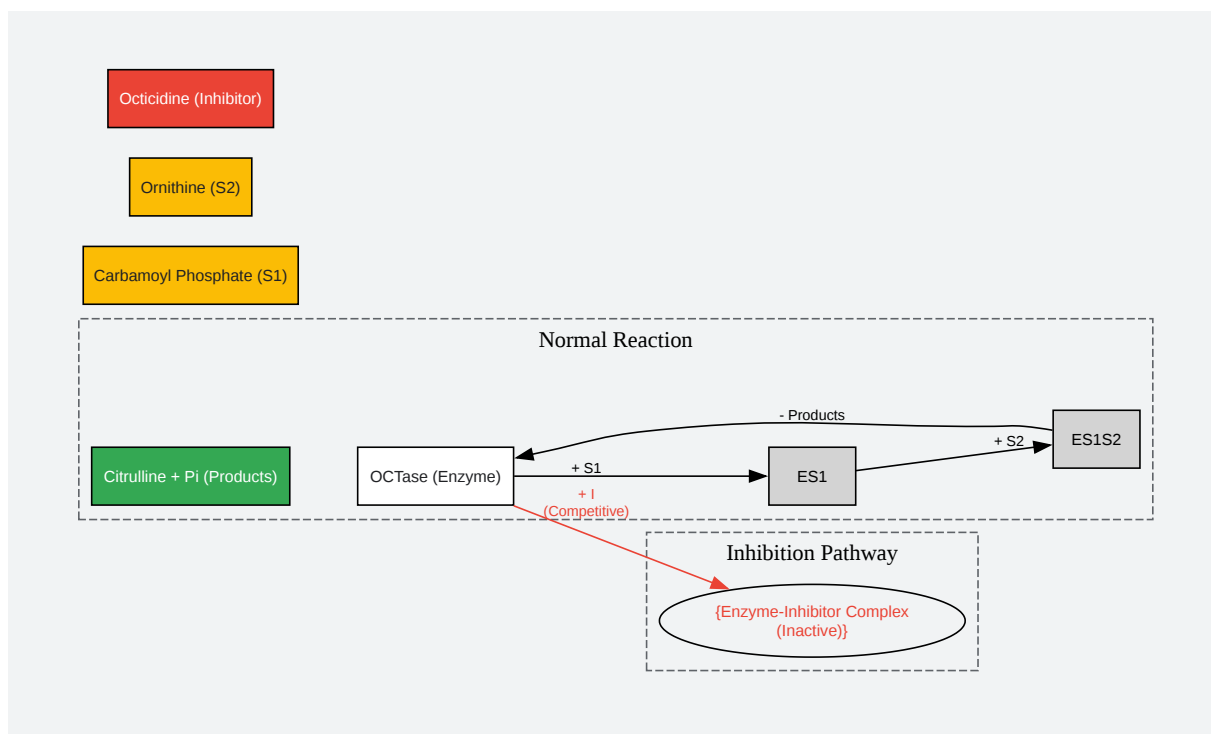 Octicidine (Inhibitor)
Ornithine (S2)
Carbamoyl Phosphate (S1)
Normal Reaction
- Products
+ S2
ES1S2
+ S1
Citrulline + Pi (Products)
OCTase (Enzyme)
ES1
+ I
(Competitive)
Inhibition Pathway
{Enzyme-Inhibitor Complex
(Inactive)}